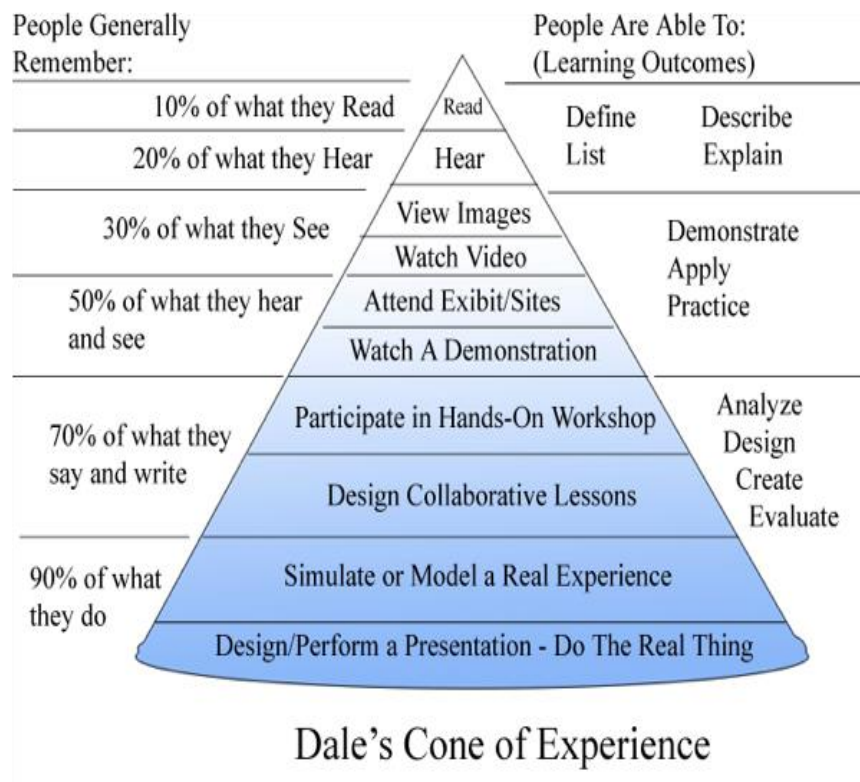 People Generally
Remember:
People Are Able To:
(Learning Outcomes)
10% of what they Read
Read
Define
Describe
List
Explain
20% of what they Hear
Hear
30% of what they See
View Images
Watch Video
Demonstrate
Apply
Practice
50% of what they hear
and see
Attend Exibit/Sites
Watch A Demonstration
70% of what they
say and write
Participate in Hands-On Workshop
Design Collaborative Lessons
Analyze
Design
Create
Evaluate
90% of what
they do
Simulate or Model a Real Experience
Design/Perform a Presentation - Do The Real Thing
Dale's Cone of Experience